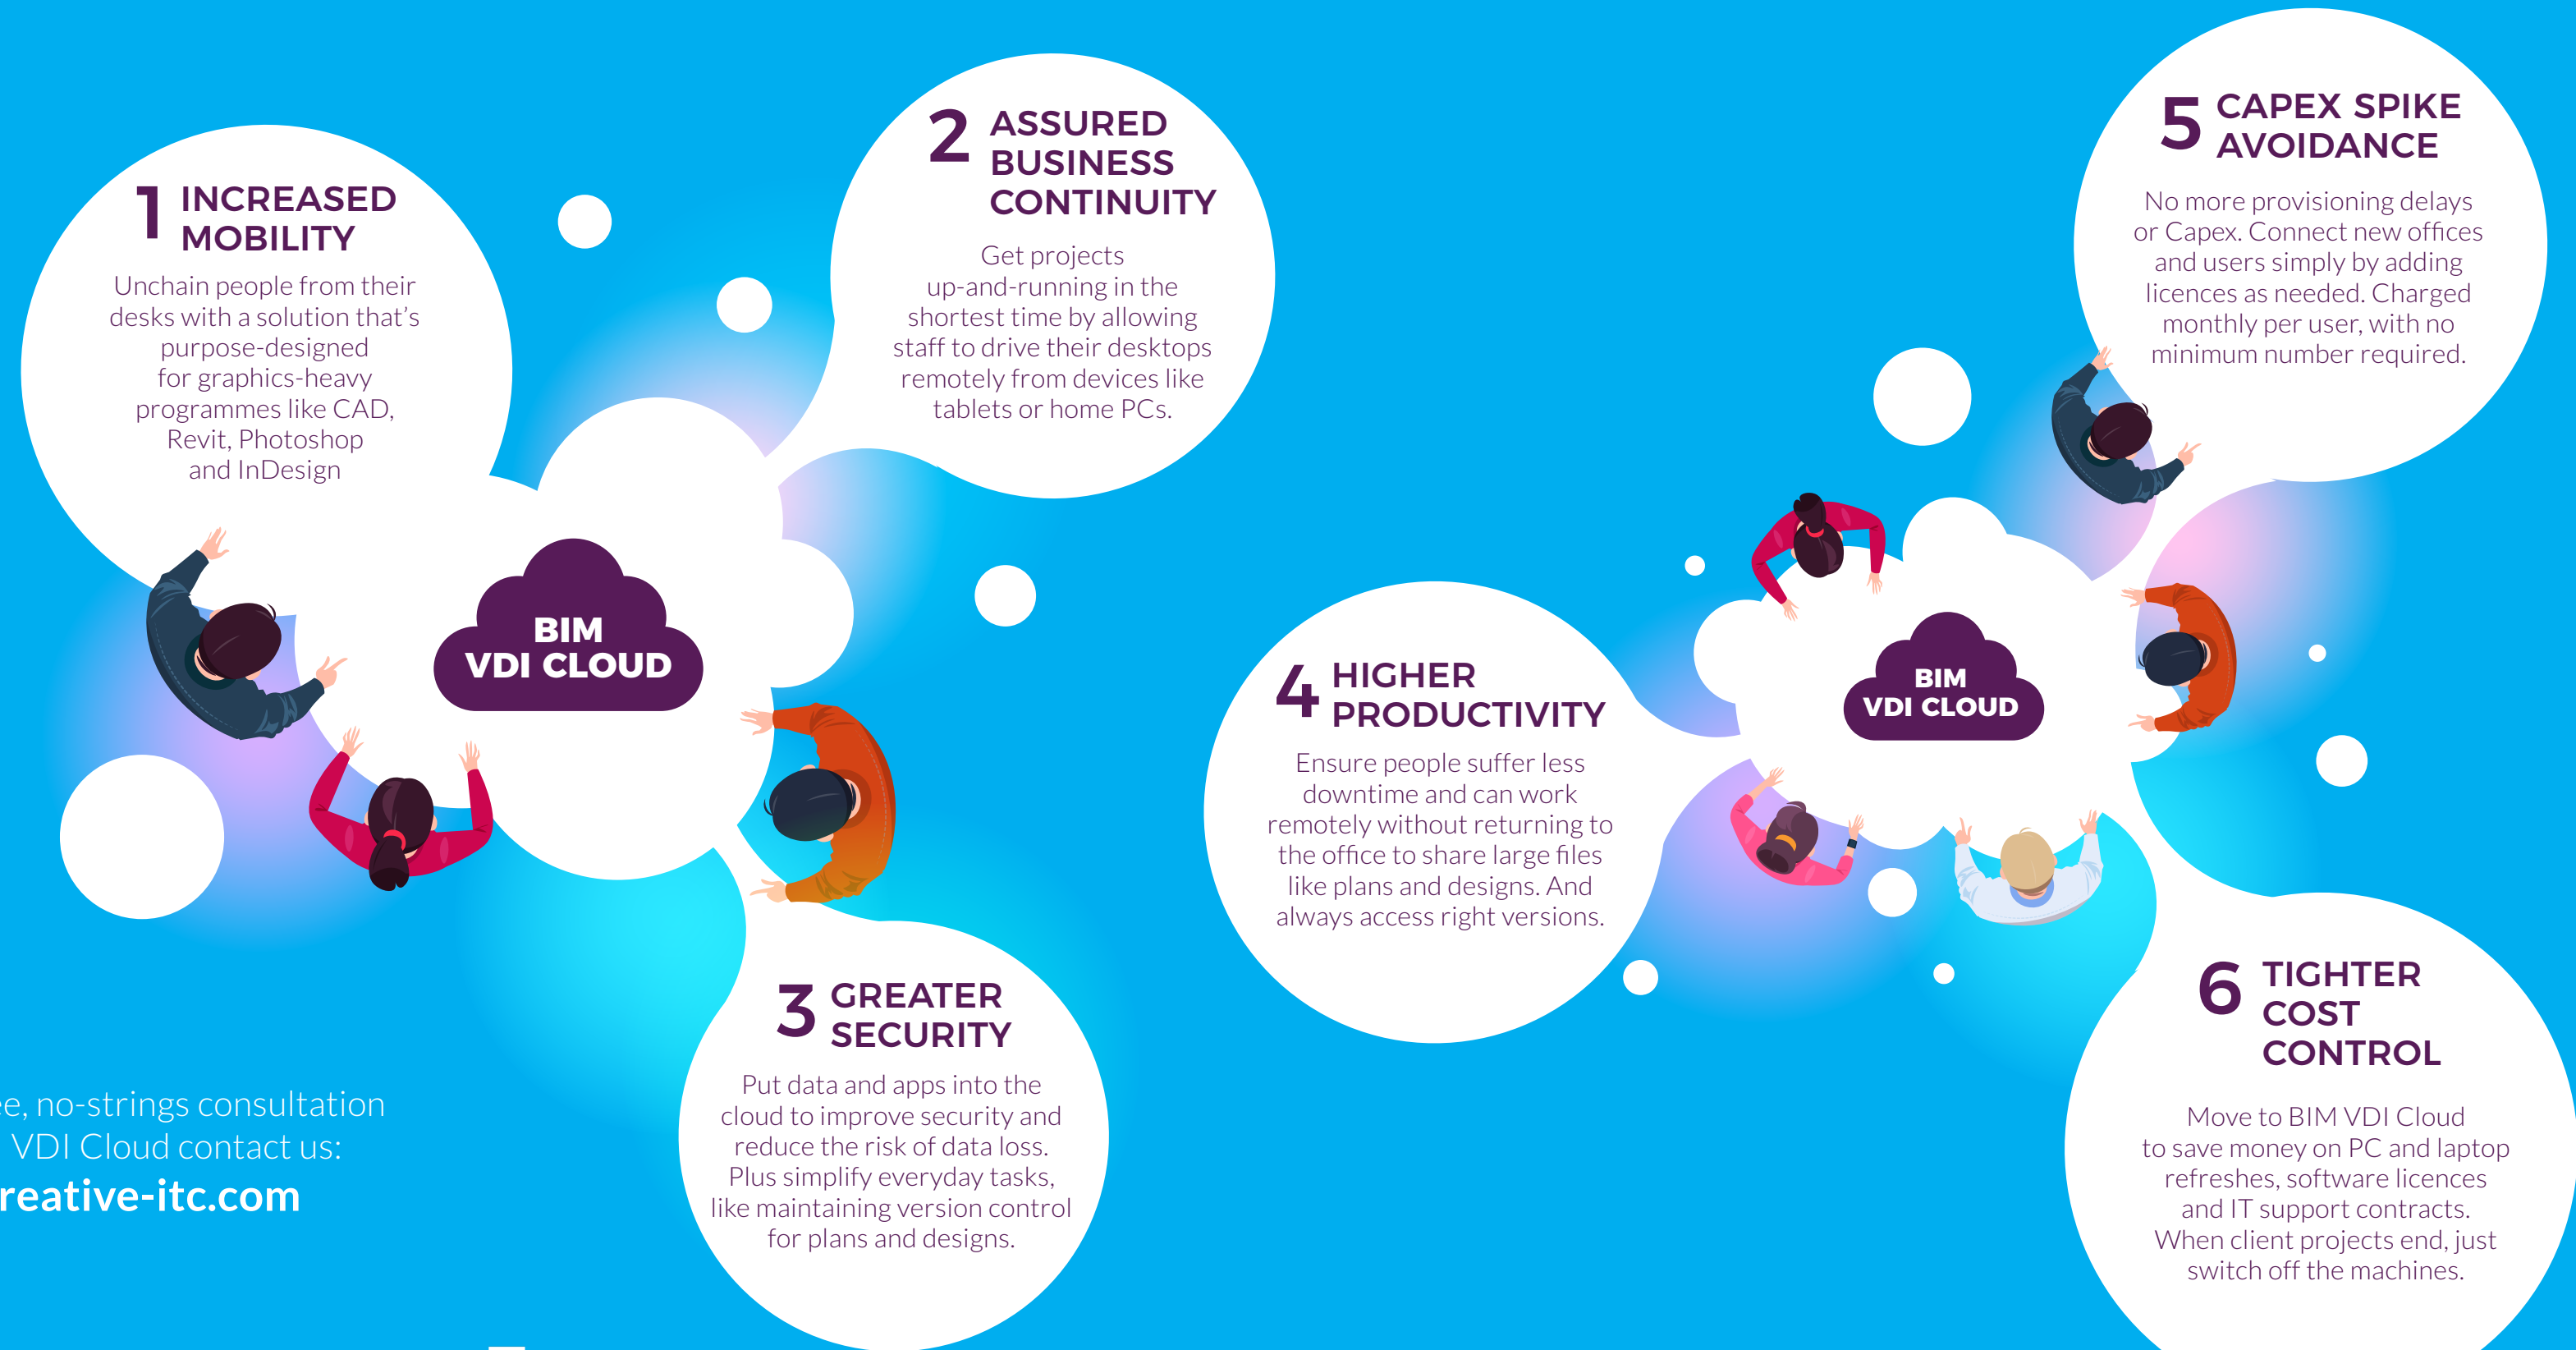 1 INCREASED
MOBILITY
Unchain people from their
desks with a solution that’s
purpose-designed
for graphics-heavy
programmes like CAD,
Revit, Photoshop
and InDesign
2 ASSURED
BUSINESS
CONTINUITY
Get projects
up-and-running in the
shortest time by allowing
staff to drive their desktops
remotely from devices like
tablets or home PCs.
BIM
VDI CLOUD
3 GREATER
SECURITY
Put data and apps into the
cloud to improve security and
reduce the risk of data loss.
Plus simplify everyday tasks,
like maintaining version control
for plans and designs.
no-strings consultation
VDI Cloud contact us:
reative-itc.com
4 HIGHER
PRODUCTIVITY
Ensure people suffer less
downtime and can work
remotely without returning to
the office to share large files
like plans and designs. And
always access right versions.
BIM
VDI CLOUD
5 CAPEX SPIKE
AVOIDANCE
No more provisioning delays
or Capex. Connect new offices
and users simply by adding
licences as needed. Charged
monthly per user, with no
minimum number required.
6 TIGHTER
COST
CONTROL
Move to BIM VDI Cloud
to save money on PC and laptop
refreshes, software licences
and IT support contracts.
When client projects end, just
switch off the machines.